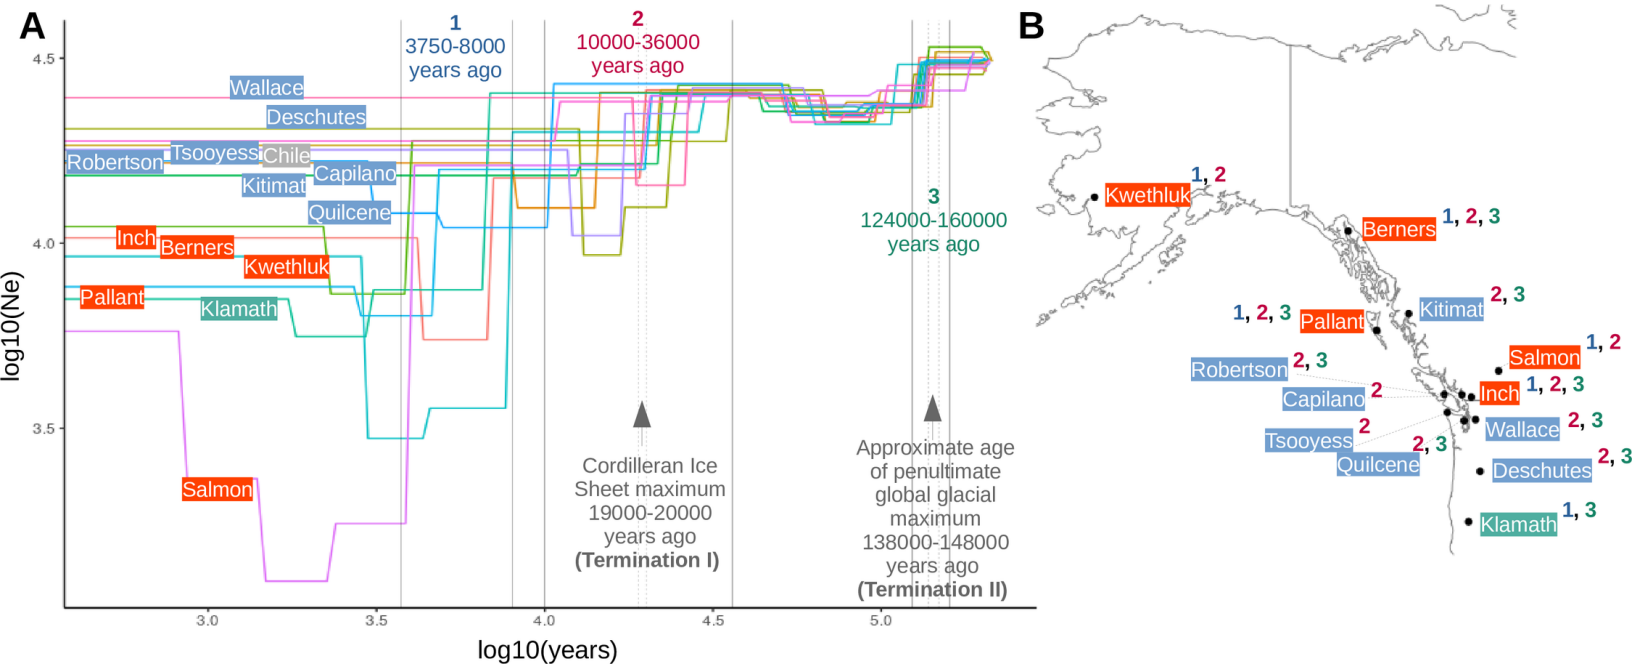 A
1
3750-8000
years ago
2
10000-36000
years ago
3
124000-160000
years ago
4.5
4.0
3.5
log10(Ne)
Wallace
Deschutes
Robertson
Tsooyess
Chile
Capilano
Kitimat
Quilcene
Inch
Berners
Kwethluk
Pallant
Klamath
Salmon
Cordilleran Ice
Sheet maximum
19000-20000
years ago
(Termination I)
Approximate age
of penultimate
global glacial
maximum
138000-148000
years ago
(Termination II)
3.0
3.5
4.0
4.5
5.0
log10(years)
B
Kwethluk 1, 2
Berners 1, 2, 3
Kitimat 2, 3
1, 2, 3 Pallant
Salmon 1, 2
Robertson 2, 3
Inch 1, 2, 3
Capilano 2
Wallace 2, 3
Tsooyess 2
Quilcene 2, 3
Deschutes 2, 3
Klamath 1, 3